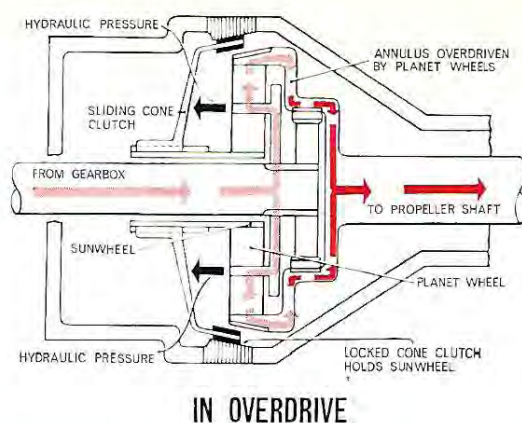 HYDRAULIC PRESSURE
ANNULUS OVERDRIVEN
BY PLANET WHEELS
SLIDING CONE
CLUTCH
FROM GEARBOX
TO PROPELLER SHAFT
SUNWHEEL
PLANET WHEEL
HYDRAULIC PRESSURE
LOCKED CONE CLUTCH
HOLDS SUNWHEEL
IN OVERDRIVE